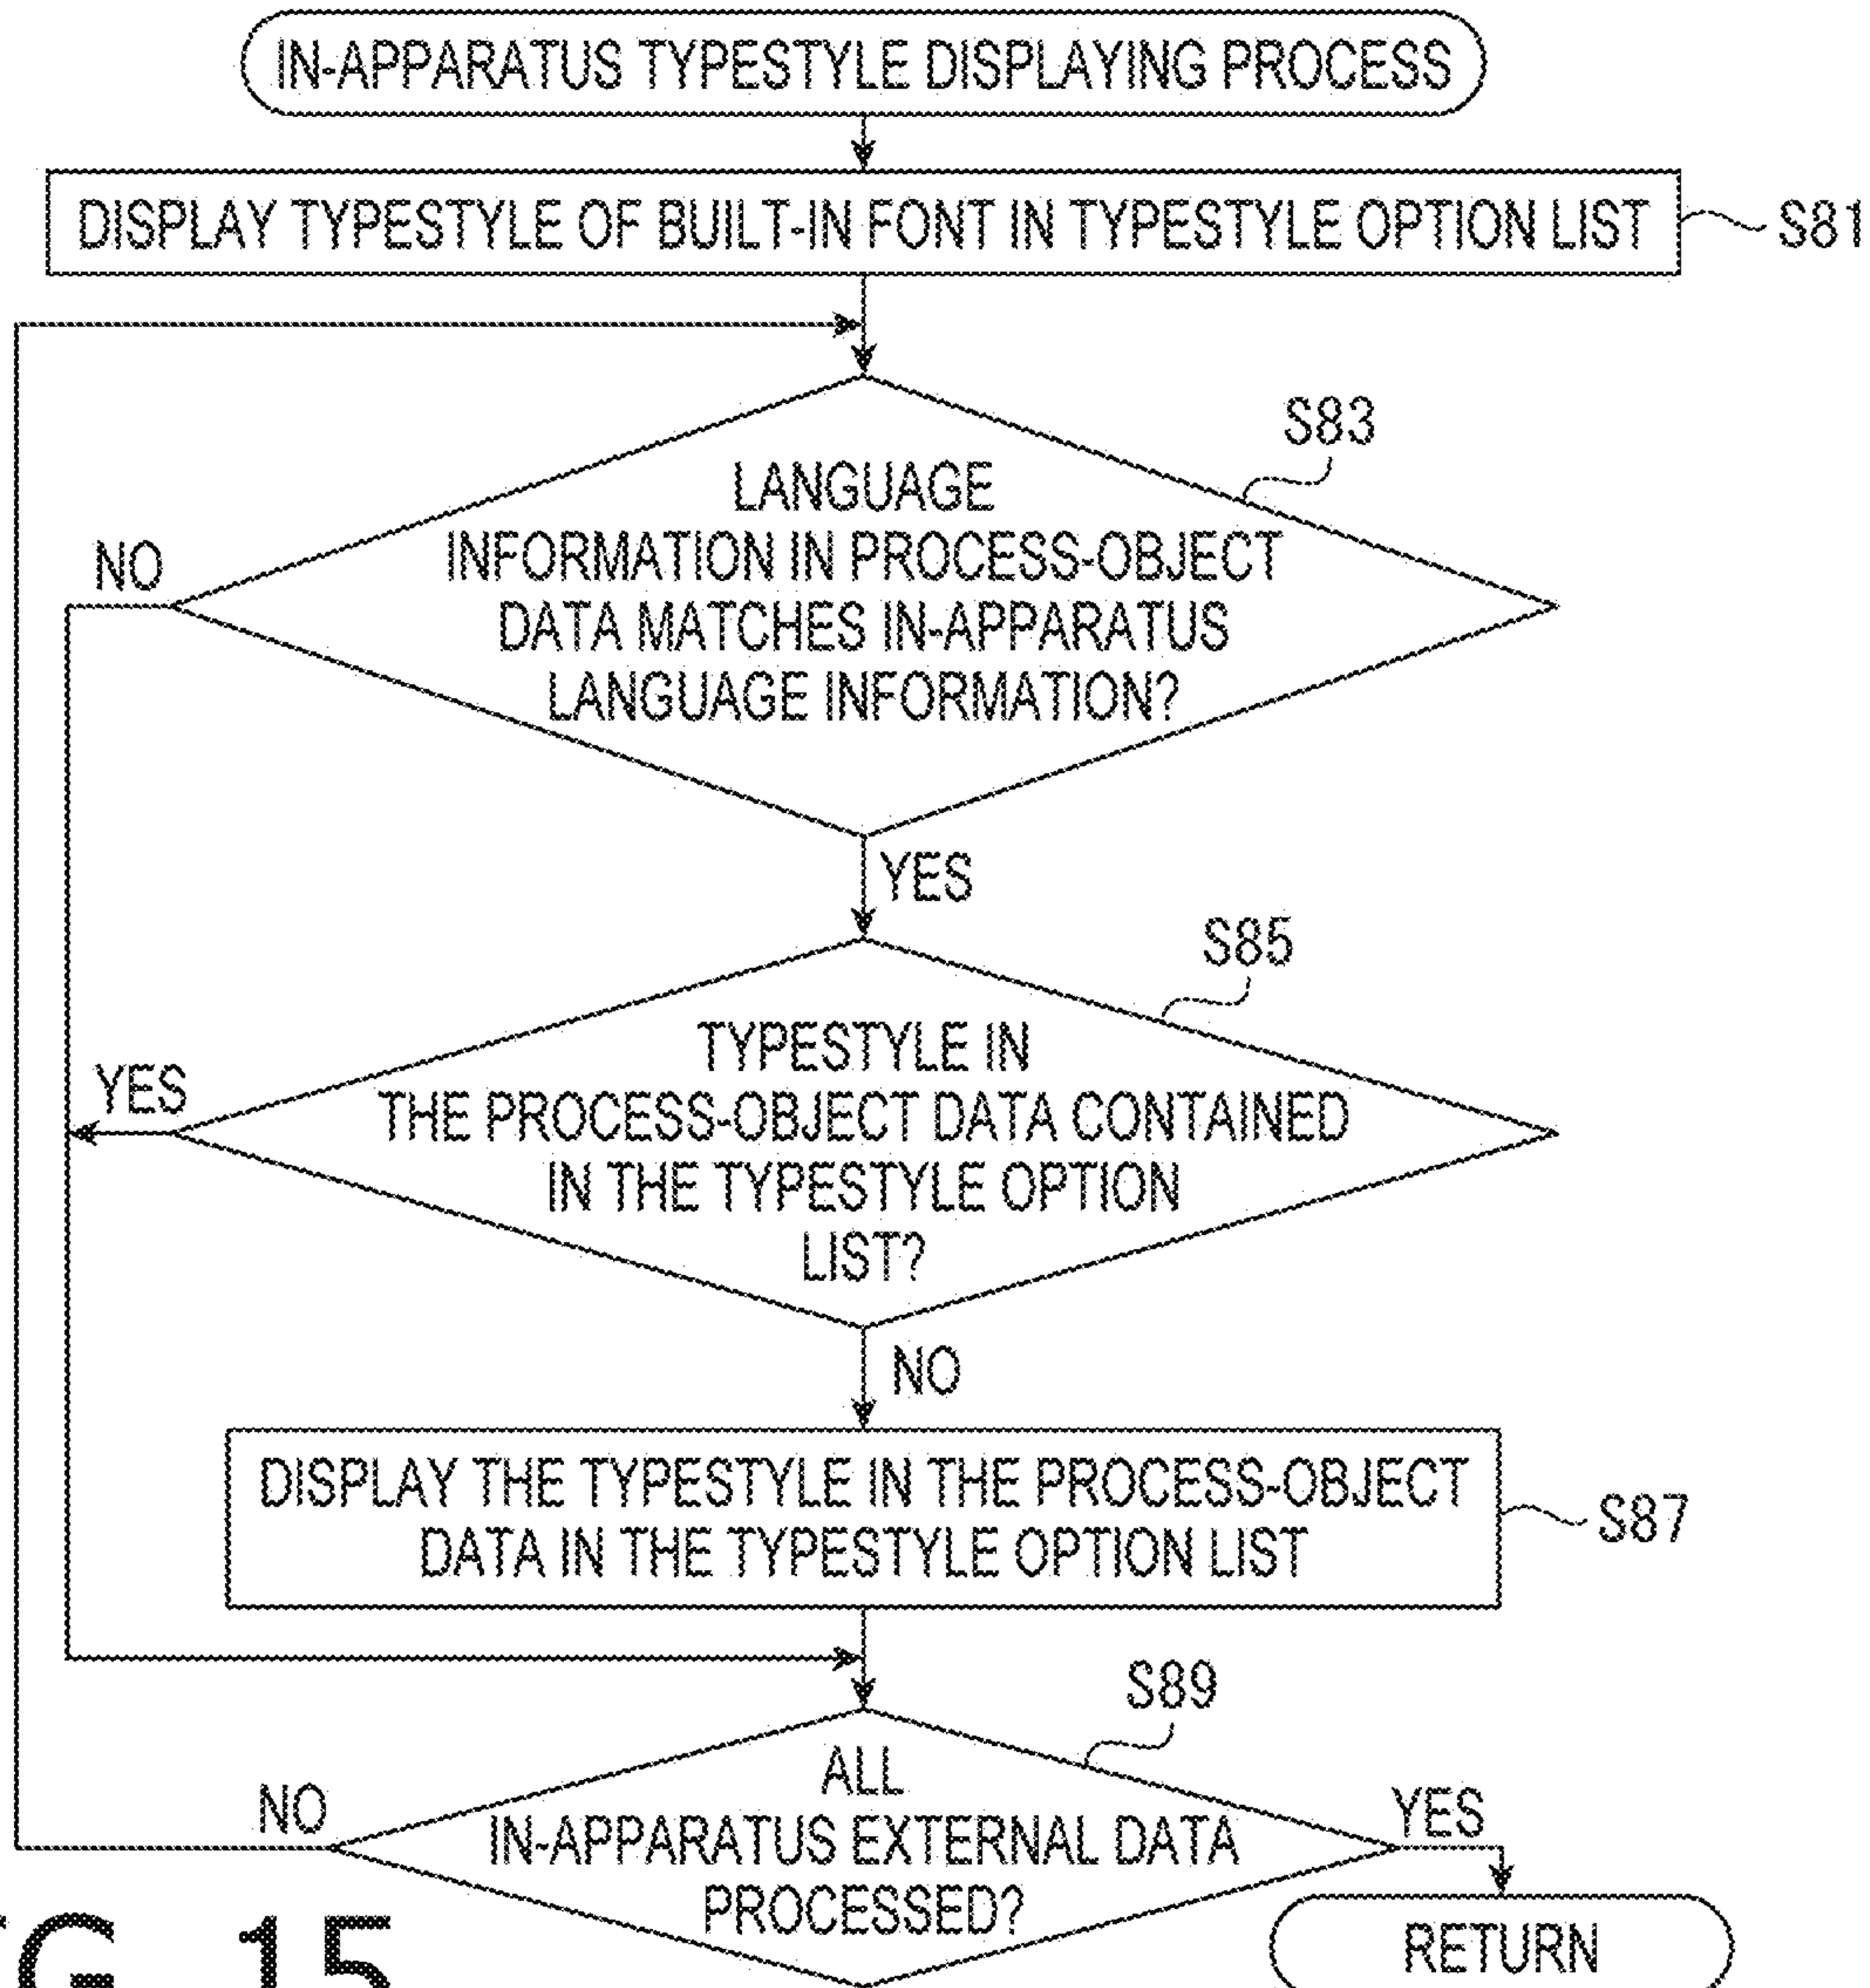 IN-APPARATUS TYPESTYLE DISPLAYING PROCESS
DISPLAY TYPESTYLE OF BUILT-IN FONT IN TYPESTYLE OPTION LIST
S81
S83
LANGUAGE
INFORMATION IN PROCESS-OBJECT
DATA MATCHES IN-APPARATUS
LANGUAGE INFORMATION?
NO
YES
S85
TYPESTYLE IN
THE PROCESS-OBJECT DATA CONTAINED
IN THE TYPESTYLE OPTION
LIST?
YES
NO
DISPLAY THE TYPESTYLE IN THE PROCESS-OBJECT
DATA IN THE TYPESTYLE OPTION LIST
S87
S89
ALL
IN-APPARATUS EXTERNAL DATA
PROCESSED?
NO
YES
RETURN
15